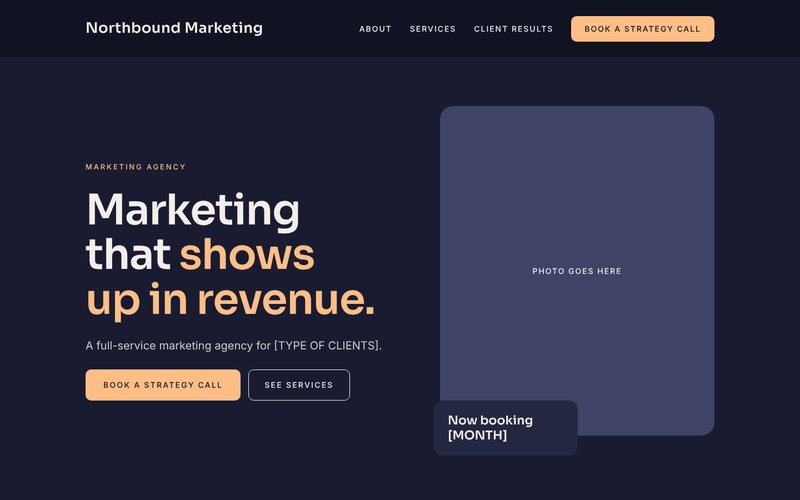 Northbound Marketing
ABOUT
SERVICES
CLIENT RESULTS
BOOK A STRATEGY CALL
MARKETING AGENCY
Marketing
that shows
up in revenue.
A full-service marketing agency for [TYPE OF CLIENTS].
BOOK A STRATEGY CALL
SEE SERVICES
PHOTO GOES HERE
Now booking
[MONTH]